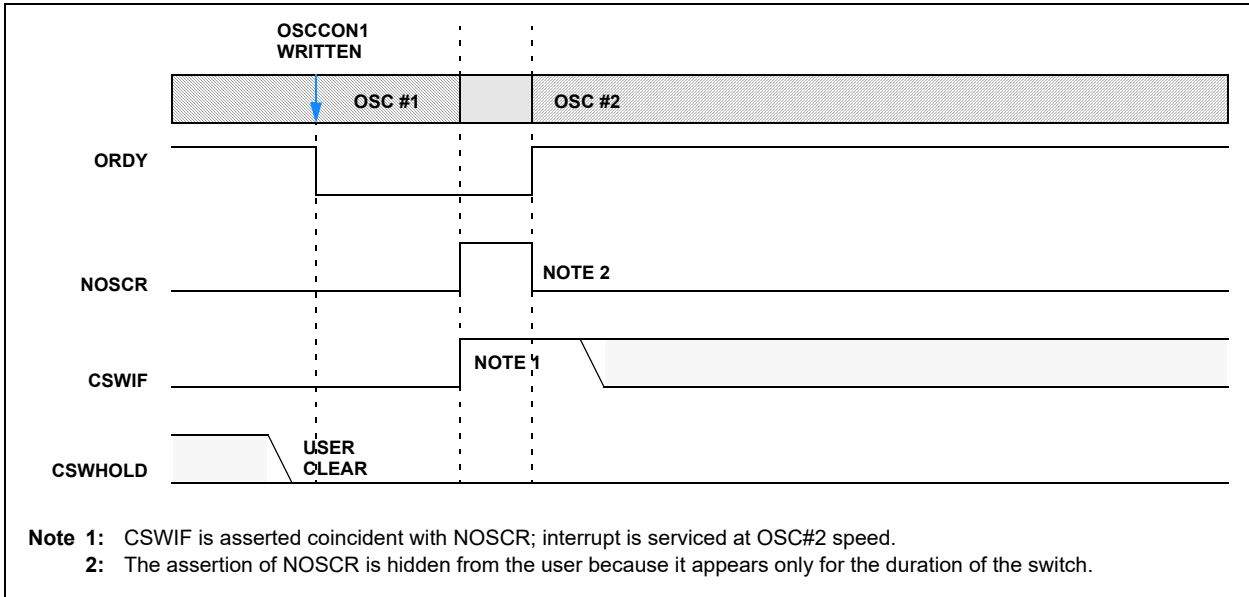 OSCCON1
WRITTEN
OSC #1
OSC #2
ORDY
NOSCR
NOTE 2
CSWIF
NOTE 1
CSWHOLD
USER
CLEAR
Note 1: CSWIF is asserted coincident with NOSCR; interrupt is serviced at OSC#2 speed.
2: The assertion of NOSCR is hidden from the user because it appears only for the duration of the switch.